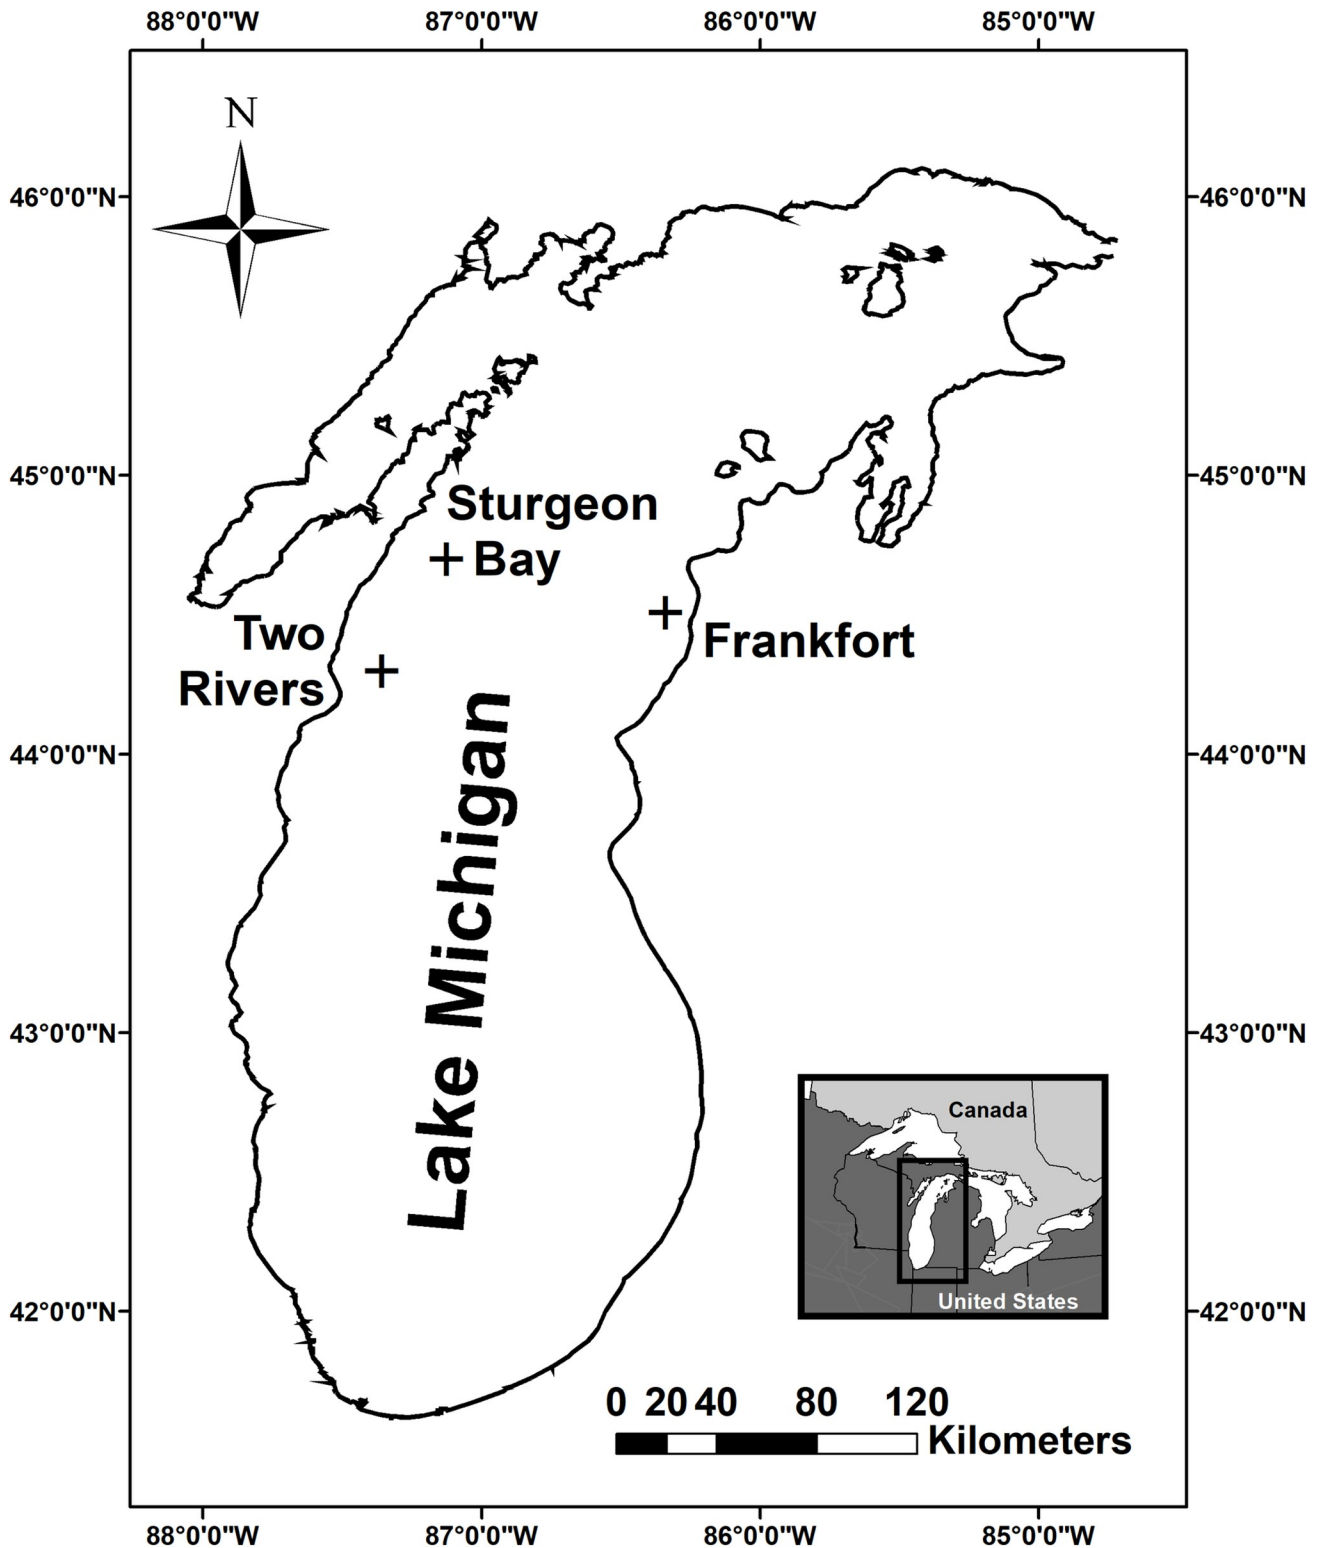 88°0'0"W 87°0'0"W 86°0'0"W 85°0'0"W
N
46°0'0"N 46°0'0"N
45°0'0"N 45°0'0"N
Sturgeon
Bay
Two
Rivers
Frankfort
44°0'0"N 44°0'0"N
Lake Michigan
43°0'0"N 43°0'0"N
Canada
United States
42°0'0"N 42°0'0"N
0 20 40 80 120
Kilometers
88°0'0"W 87°0'0"W 86°0'0"W 85°0'0"W